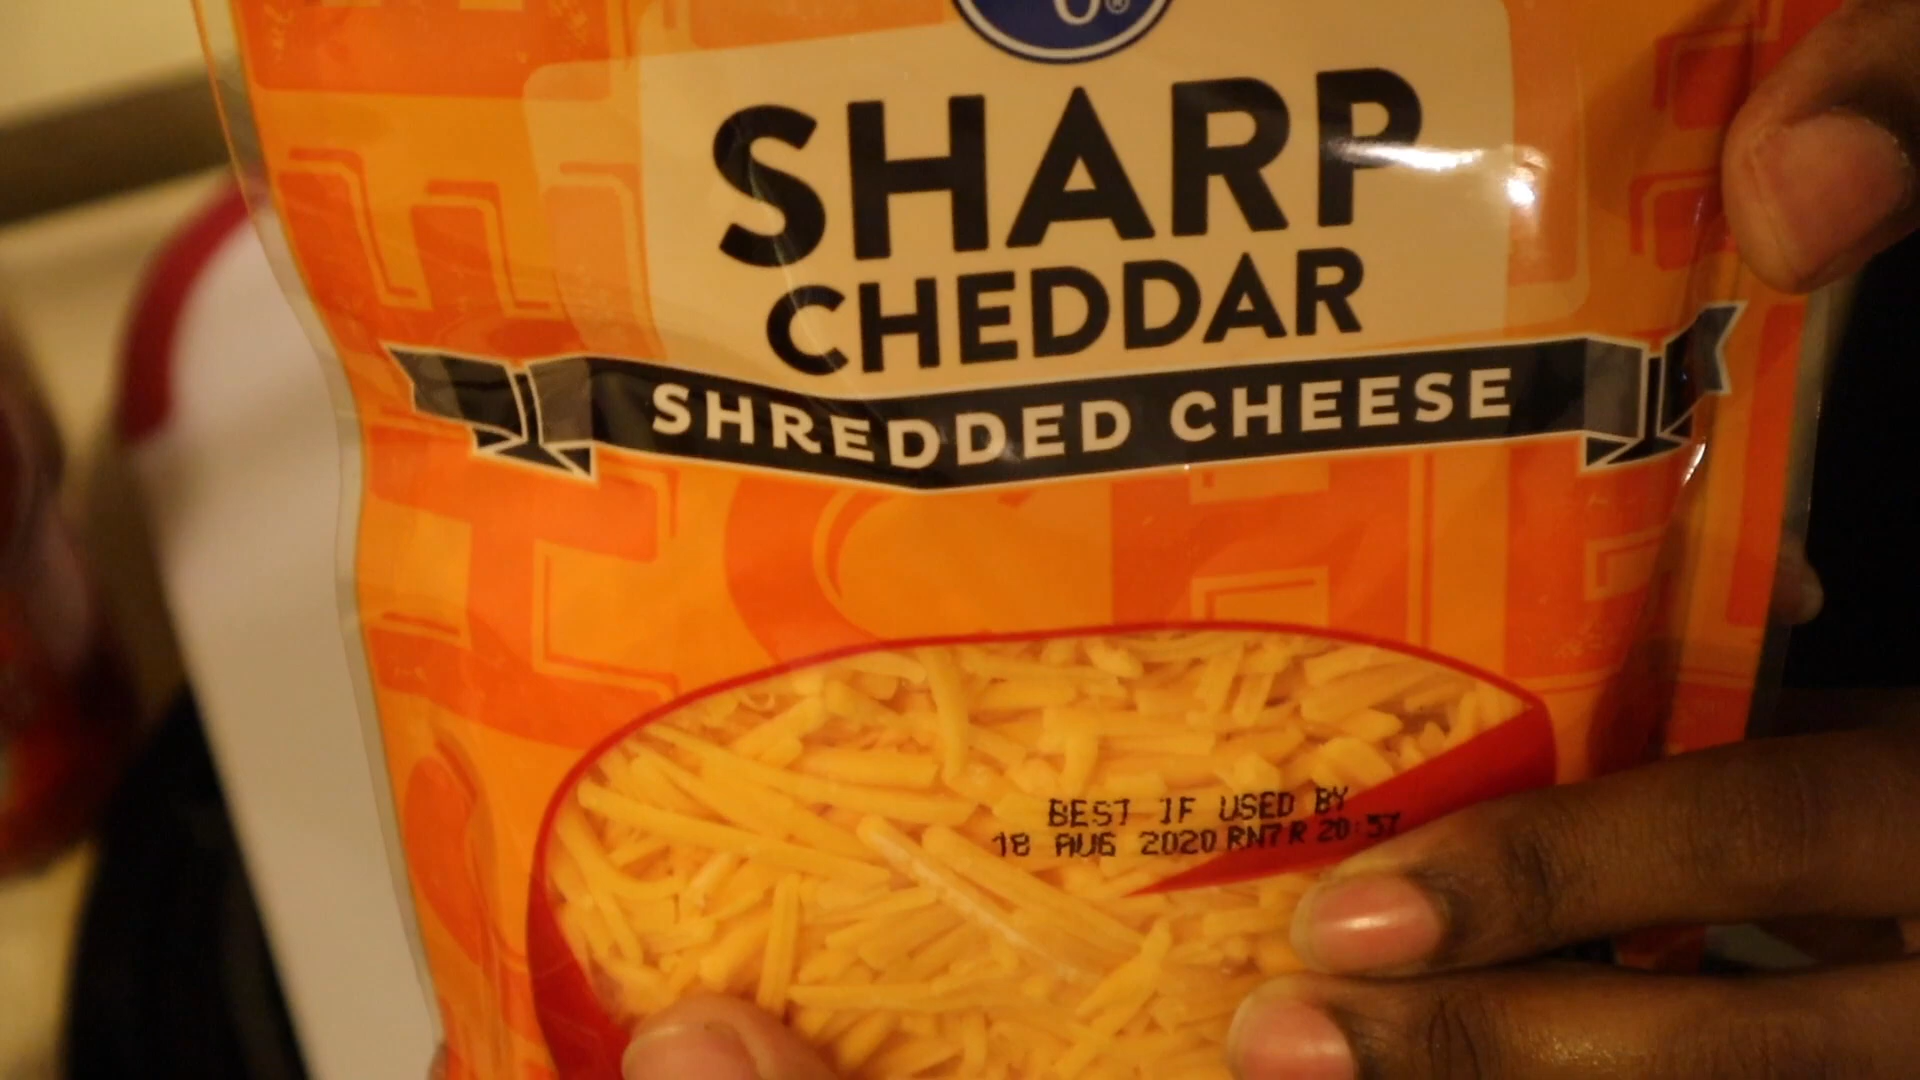 SHARP
CHEDDAR
SHREDDED CHEESE
BEST IF USED BY
18 AUG 2020 RN7R 20:57